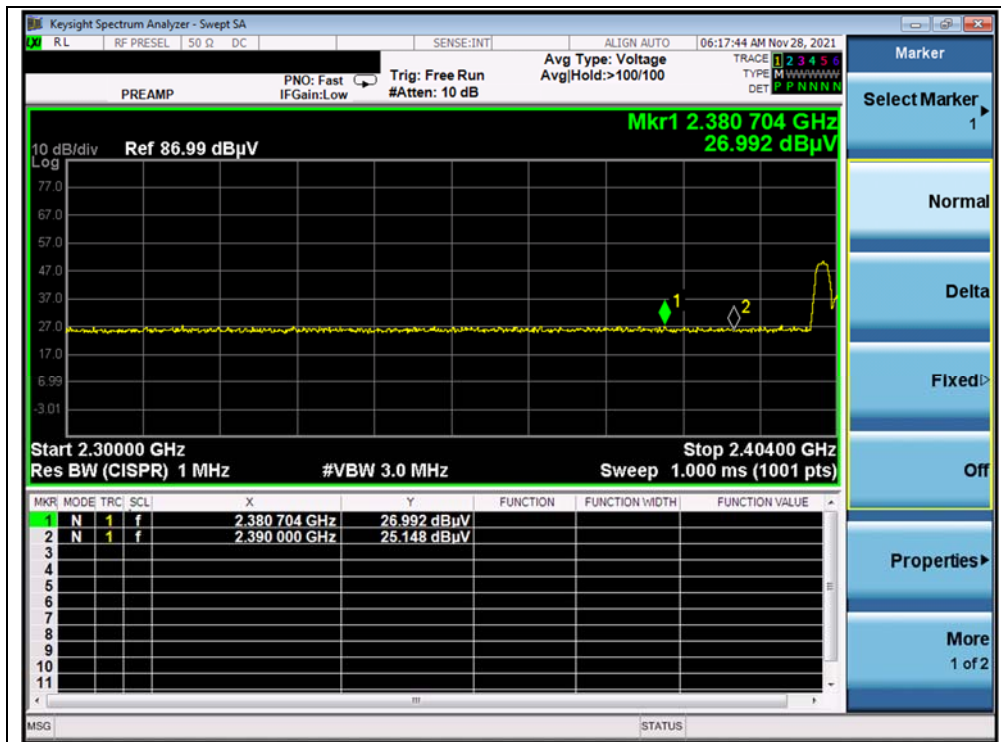 Keysight Spectrum Analyzer - Swept SA
LXI RL RF PRESEL 50 Ω DC SENSE:INT ALIGN AUTO 06:17:44 AM Nov 28, 2021
PREAMP
PNO: Fast
IFGain:Low
Trig: Free Run
#Atten: 10 dB
Avg Type: Voltage
Avg|Hold:>100/100
TRACE 1 2 3 4 5 6
TYPE M WWWWW
DET P P N N N N
Mkr1 2.380 704 GHz
26.992 dBµV
10 dB/div Ref 86.99 dBµV
Log
77.0
67.0
57.0
47.0
37.0
27.0
17.0
6.99
-3.01
1
2
Start 2.30000 GHz Stop 2.40400 GHz
Res BW (CISPR) 1 MHz #VBW 3.0 MHz Sweep 1.000 ms (1001 pts)
MKR MODE TRC SCL X Y FUNCTION FUNCTION WIDTH FUNCTION VALUE
1 N 1 f 2.380 704 GHz 26.992 dBµV
2 N 1 f 2.390 000 GHz 25.148 dBµV
3
4
5
6
7
8
9
10
11
MSG STATUS
Marker
Select Marker
1
Normal
Delta
Fixed
Off
Properties
More
1 of 2